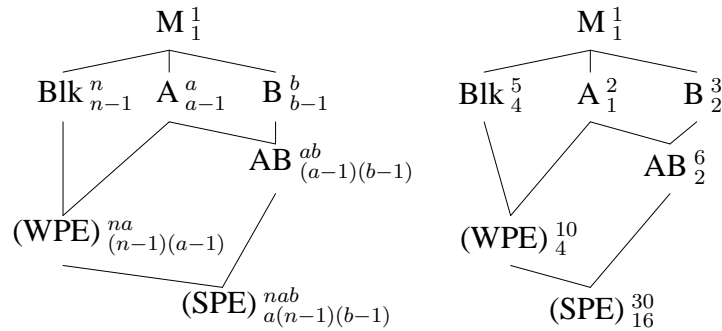 M 1 1 M 1 1
Blk n n−1 A a a−1 B b b−1 Blk 5 4 A 2 1 B 3 2
AB ab (a−1)(b−1) AB 6 2
(WPE) na (n−1)(a−1) (WPE) 10 4
(SPE) nab a(n−1)(b−1) (SPE) 30 16